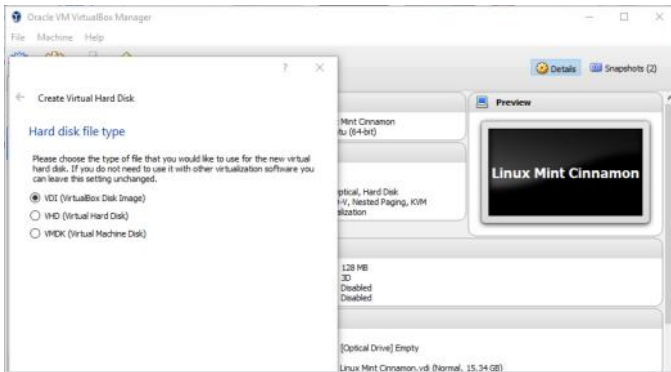 Oracle VM VirtualBox Manager
File Machine Help
Details
Snapshots (2)
Create Virtual Hard Disk
Hard disk file type
Please choose the type of file that you would like to use for the new virtual
hard disk. If you do not need to use it with other virtualization software you
can leave this setting unchanged.
VDI (VirtualBox Disk Image)
VHD (Virtual Hard Disk)
VMDK (Virtual Machine Disk)
Mint Cinnamon
tu (64-bit)
ptical, Hard Disk
-V, Nested Paging, KVM
alization
128 MB
3D
Disabled
Disabled
[Optical Drive] Empty
Linux Mint Cinnamon.vdi (Normal, 15.34 GB)
Preview
Linux Mint Cinnamon